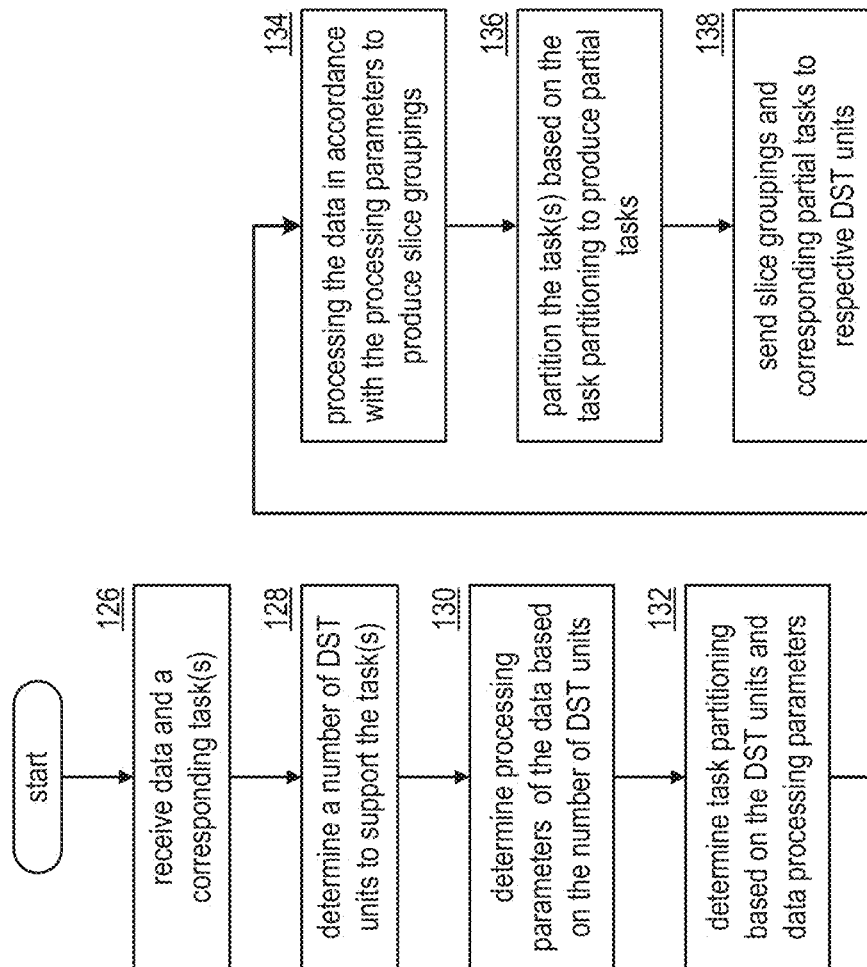 start
126
receive data and a
corresponding task(s)
128
determine a number of DST
units to support the task(s)
130
determine processing
parameters of the data based
on the number of DST units
132
determine task partitioning
based on the DST units and
data processing parameters
134
processing the data in accordance
with the processing parameters to
produce slice groupings
136
partition the task(s) based on the
task partitioning to produce partial
tasks
138
send slice groupings and
corresponding partial tasks to
respective DST units